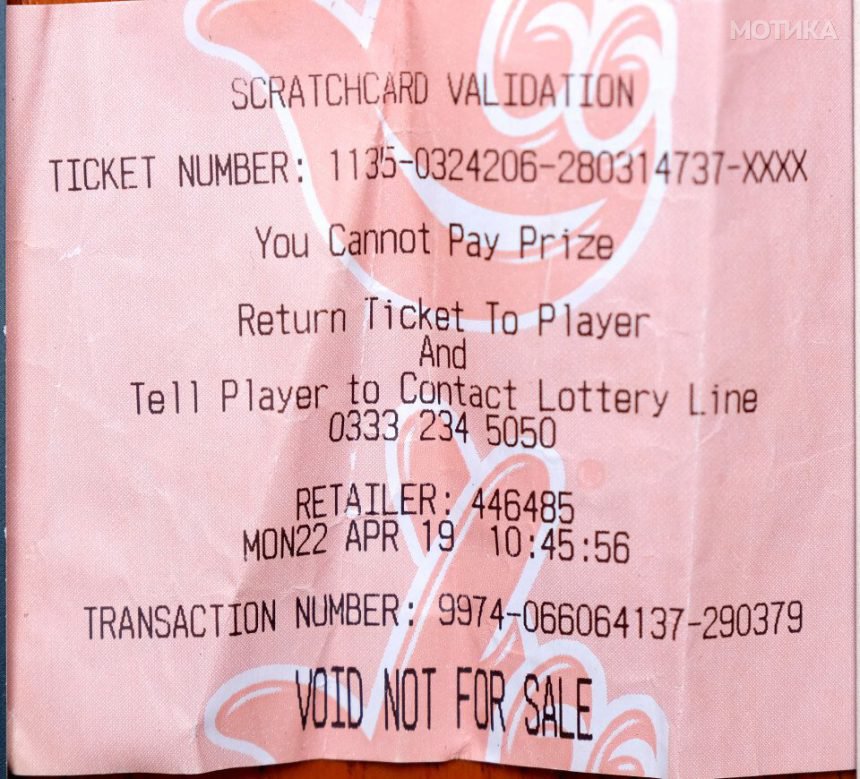 МОТИКА
SCRATCHCARD VALIDATION
TICKET NUMBER: 1135-0324206-280314737-XXXX
You Cannot Pay Prize
Return Ticket To Player
And
Tell Player to Contact Lottery Line
0333 234 5050
RETAILER: 446485
MON22 APR 19 10:45:56
TRANSACTION NUMBER: 9974-066064137-290379
VOID NOT FOR SALE